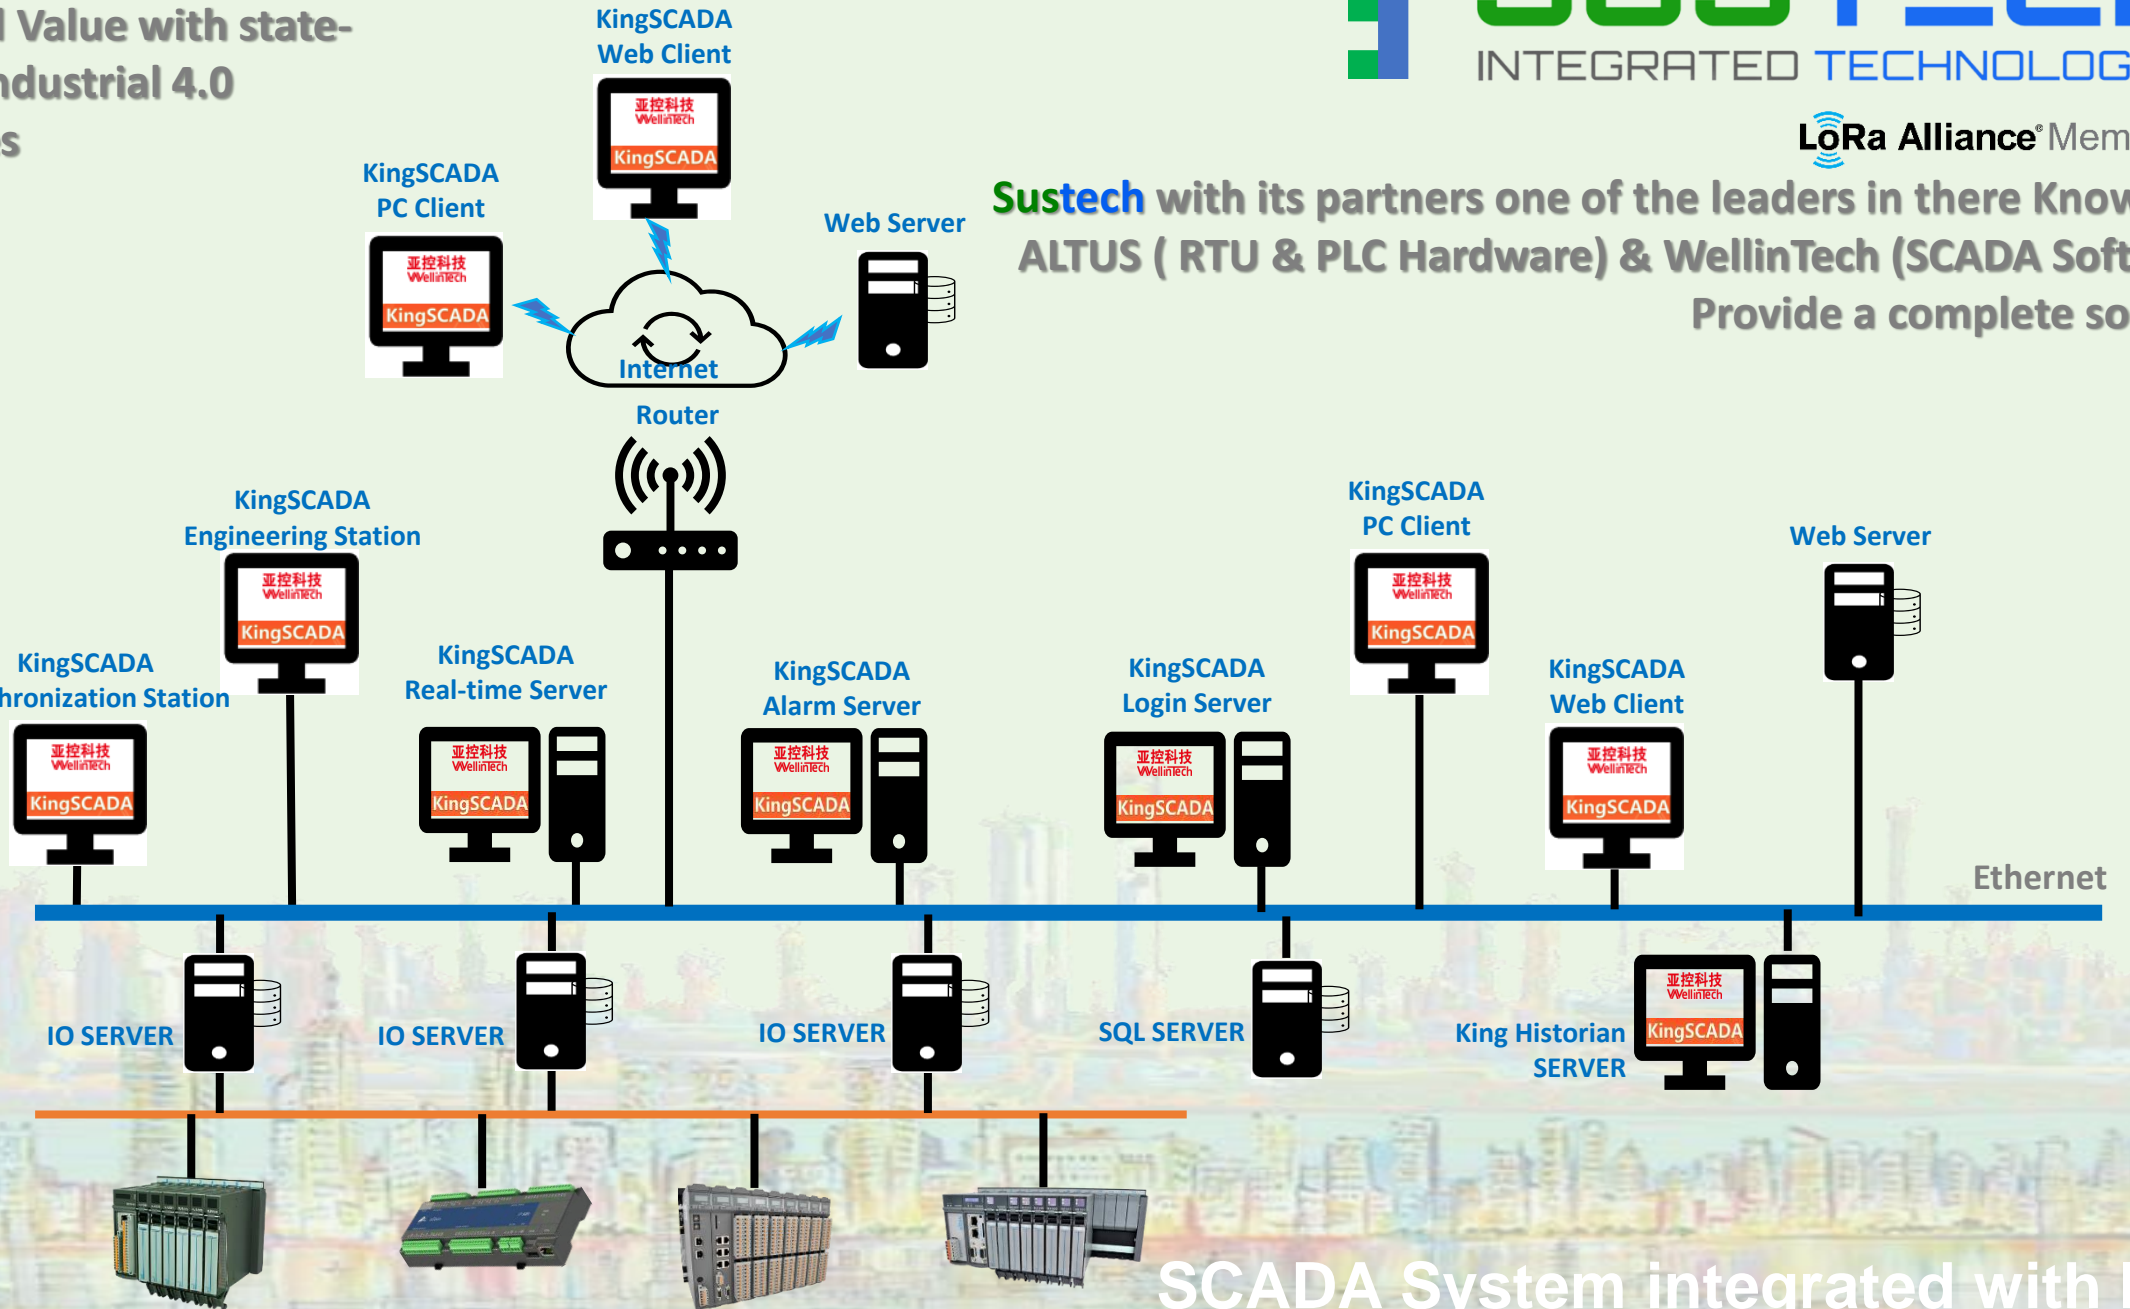 Value with state-
ndustrial 4.0
es
KingSCADA
Web Client
亚控科技
WellinTech
KingSCADA
INTEGRATED TECHNOLOG
LoRa Alliance® Mem
Sustech with its partners one of the leaders in there Know
ALTUS ( RTU & PLC Hardware) & WellinTech (SCADA Soft
Provide a complete so
KingSCADA
PC Client
亚控科技
WellinTech
KingSCADA
Web Server
Internet
Router
KingSCADA
Engineering Station
亚控科技
WellinTech
KingSCADA
KingSCADA
PC Client
亚控科技
WellinTech
KingSCADA
Web Server
KingSCADA
hronization Station
亚控科技
WellinTech
KingSCADA
KingSCADA
Real-time Server
亚控科技
WellinTech
KingSCADA
KingSCADA
Alarm Server
亚控科技
WellinTech
KingSCADA
KingSCADA
Login Server
亚控科技
WellinTech
KingSCADA
KingSCADA
Web Client
亚控科技
WellinTech
KingSCADA
Ethernet
IO SERVER
IO SERVER
IO SERVER
SQL SERVER
King Historian
SERVER
亚控科技
WellinTech
KingSCADA
SCADA System integrated with